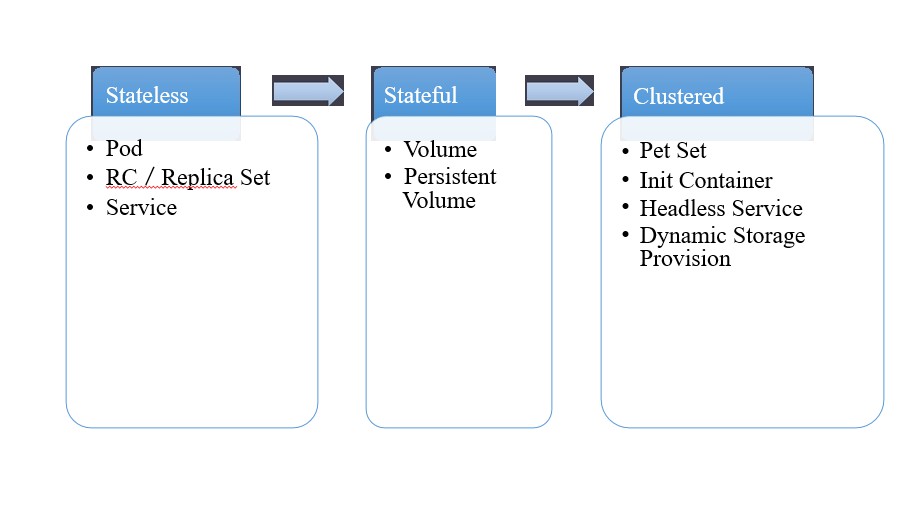 Stateless
• Pod
• RC / Replica Set
• Service
Stateful
• Volume
• Persistent
Volume
Clustered
• Pet Set
• Init Container
• Headless Service
• Dynamic Storage
Provision